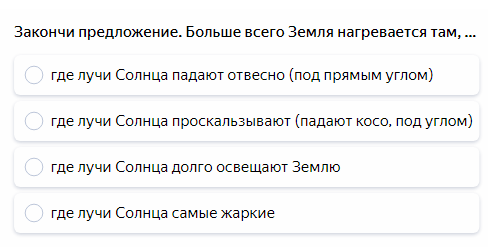 Закончи предложение. Больше всего Земля нагревается там, ...
где лучи Солнца падают отвесно (под прямым углом)
где лучи Солнца проскальзывают (падают косо, под углом)
где лучи Солнца долго освещают Землю
где лучи Солнца самые жаркие